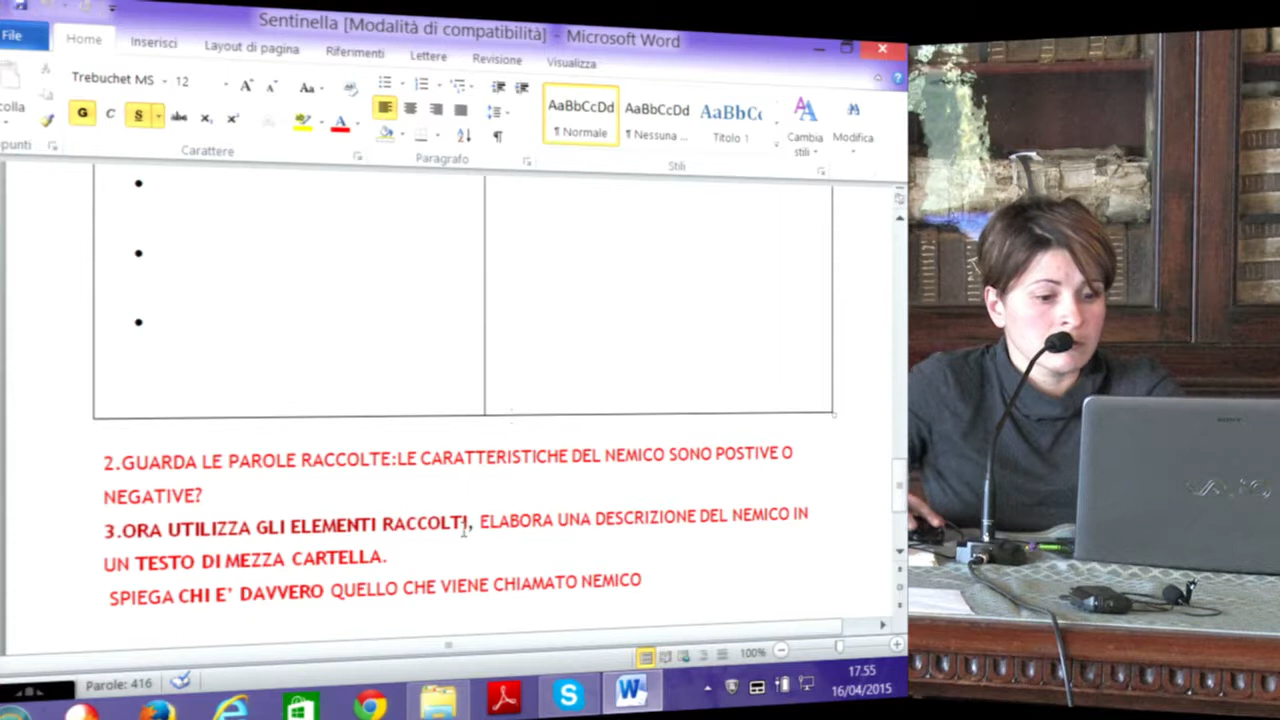 Sentinella [Modalità di compatibilità] - Microsoft Word
File Home Inserisci Layout di pagina Riferimenti Lettere Revisione Visualizza
Trebuchet MS 12
AaBbCcDd AaBbCcDd AaBbCc
G C S abc
¶ Normale ¶ Nessuna ... Titolo 1 Cambia stili Modifica
Carattere Paragrafo Stili
2.GUARDA LE PAROLE RACCOLTE:LE CARATTERISTICHE DEL NEMICO SONO POSTIVE O
NEGATIVE?
3.ORA UTILIZZA GLI ELEMENTI RACCOLTI, ELABORA UNA DESCRIZIONE DEL NEMICO IN
UN TESTO DI MEZZA CARTELLA.
SPIEGA CHI E' DAVVERO QUELLO CHE VIENE CHIAMATO NEMICO
100%
Parole: 416
17.55
16/04/2015
SONY
VAIO